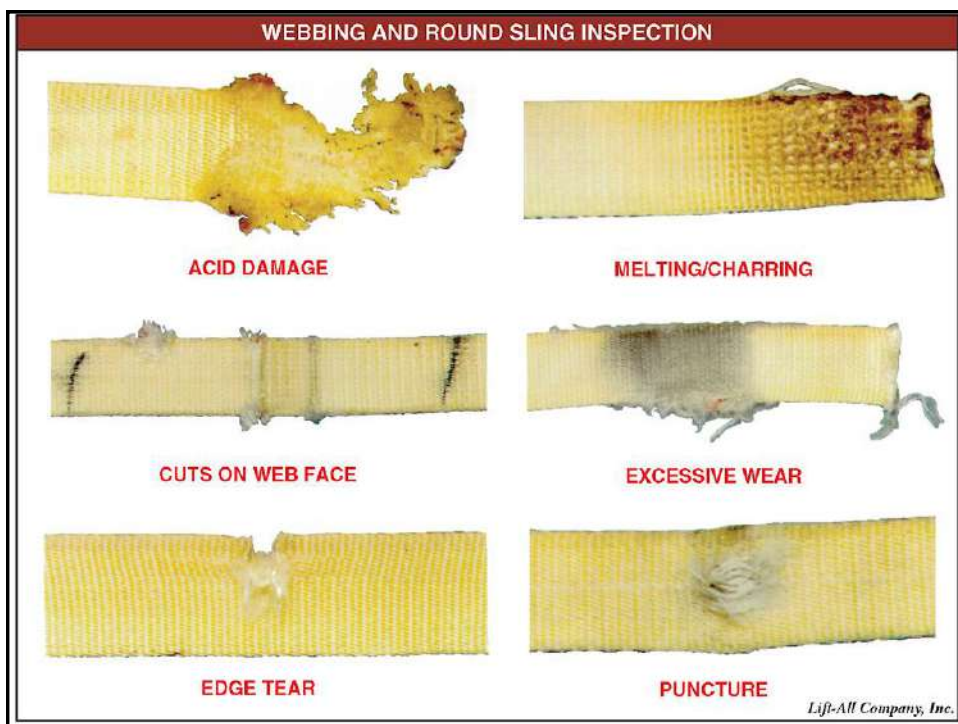 WEBBING AND ROUND SLING INSPECTION
ACID DAMAGE
MELTING/CHARRING
CUTS ON WEB FACE
EXCESSIVE WEAR
EDGE TEAR
PUNCTURE
Lift-All Company, Inc.